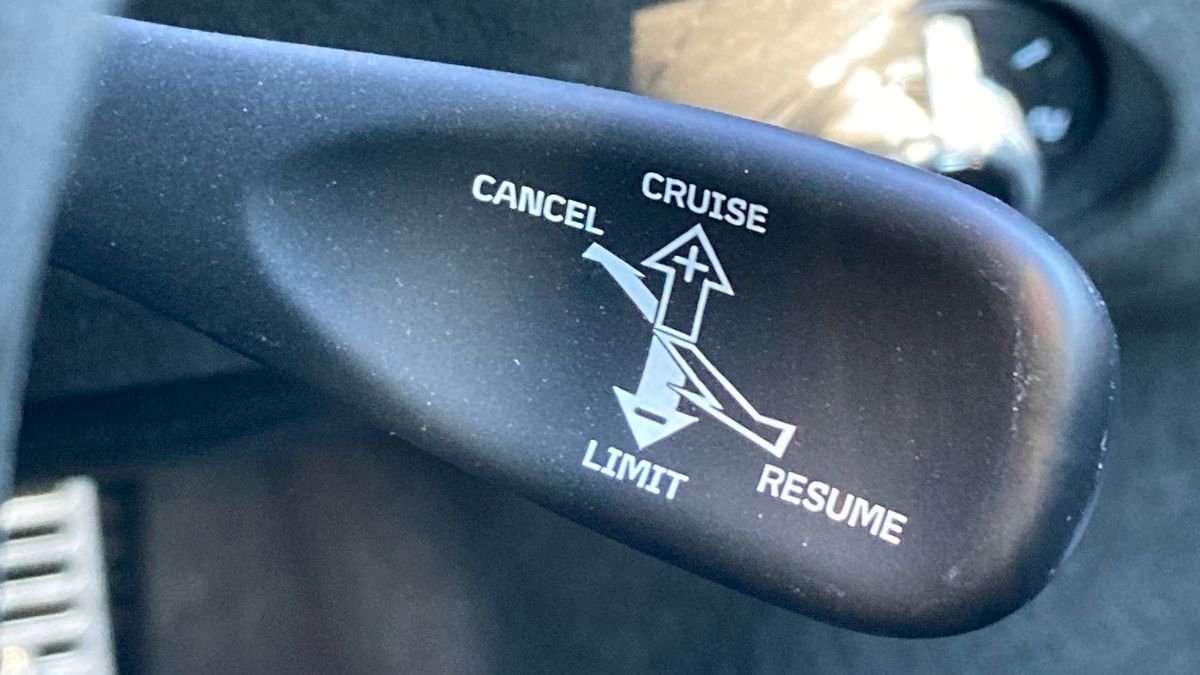 CANCEL
CRUISE
+
-
LIMIT
RESUME